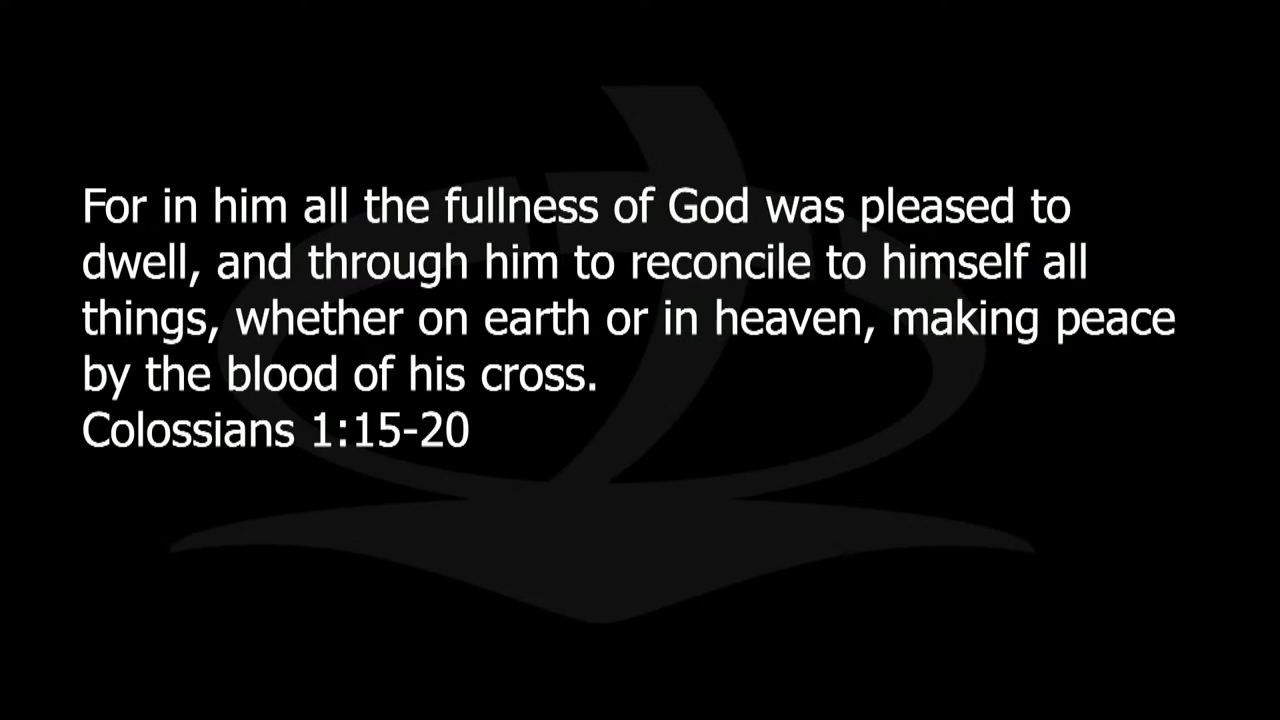 For in him all the fullness of God was pleased to
dwell, and through him to reconcile to himself all
things, whether on earth or in heaven, making peace
by the blood of his cross.
Colossians 1:15-20